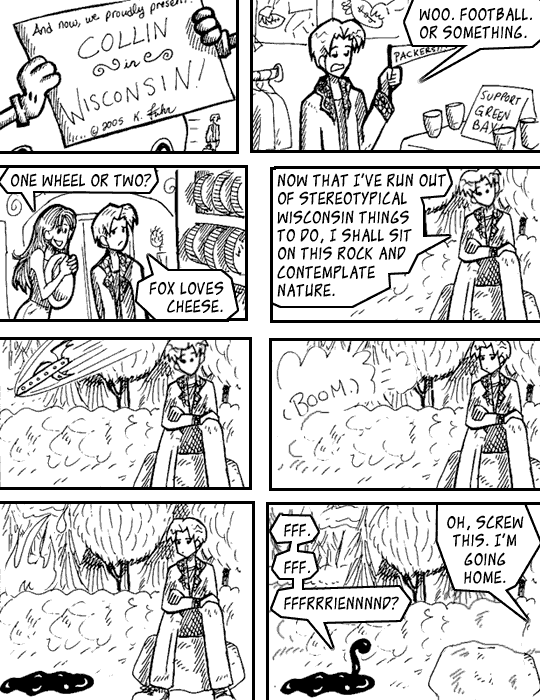 And now, we proudly present:
COLLIN
in
WISCONSIN!
© 2005 K. Fuhr
WOO. FOOTBALL.
OR SOMETHING.
PACKERS!!
SUPPORT
GREEN
BAY
ONE WHEEL OR TWO?
FOX LOVES
CHEESE.
NOW THAT I'VE RUN OUT
OF STEREOTYPICAL
WISCONSIN THINGS
TO DO, I SHALL SIT
ON THIS ROCK AND
CONTEMPLATE
NATURE.
(BOOM.)
FFF.
FFF.
FFFRRRIENNNND?
OH, SCREW
THIS. I'M
GOING
HOME.